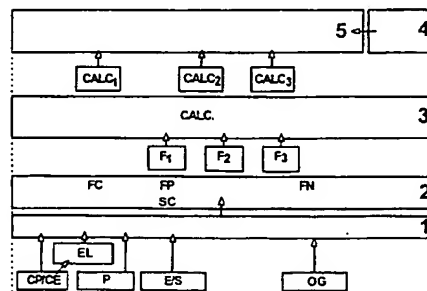 5 4
CALC1 CALC2 CALC3
CALC. 3
F1 F2 F3
FC FP FN 2
SC
1
EL
CP/CE P E/S OG